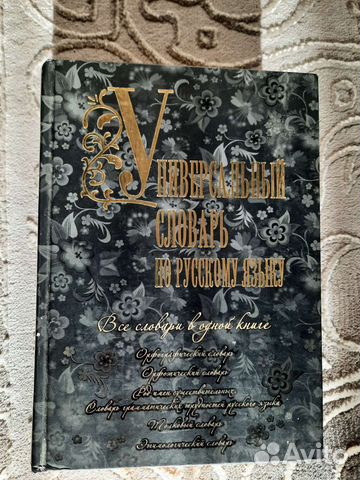 Универсальный
словарь
по русскому языку
Все словари в одной книге
Орфографический словарь
Орфоэпический словарь
Род имен существительных
Словарь грамматических трудностей русского языка
Толковый словарь
Этимологический словарь
Avito